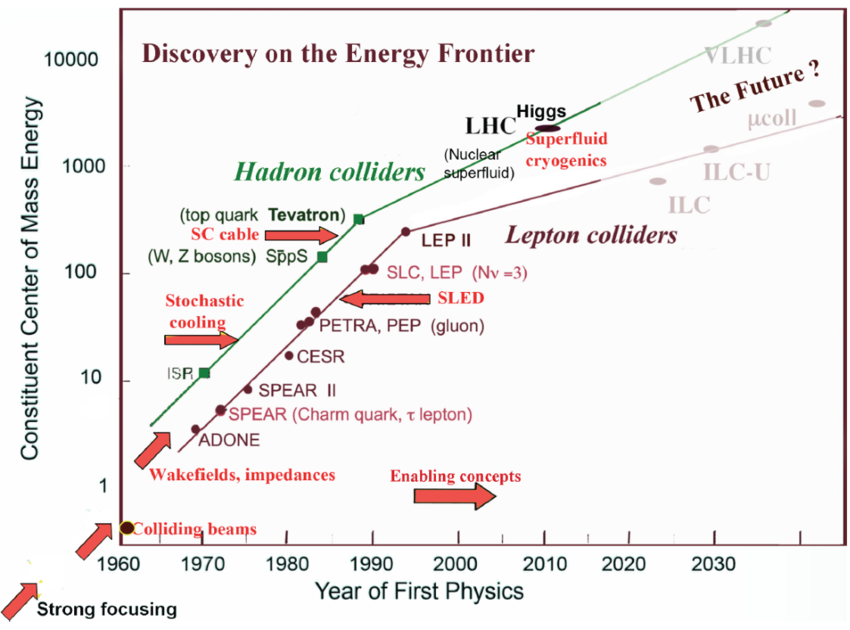 Discovery on the Energy Frontier
10000
1000
100
10
1
Constituent Center of Mass Energy
VLHC
The Future ?
μcoll
ILC-U
ILC
Higgs
LHC
Superfluid
cryogenics
(Nuclear
superfluid)
Hadron colliders
(top quark Tevatron)
SC cable
(W, Z bosons) Sp̄pS
Lepton colliders
LEP II
SLC, LEP (Nν =3)
Stochastic
cooling
SLED
PETRA, PEP (gluon)
CESR
ISR
SPEAR II
SPEAR (Charm quark, τ lepton)
ADONE
Wakefields, impedances
Enabling concepts
Colliding beams
Strong focusing
1960
1970
1980
1990
2000
2010
2020
2030
Year of First Physics